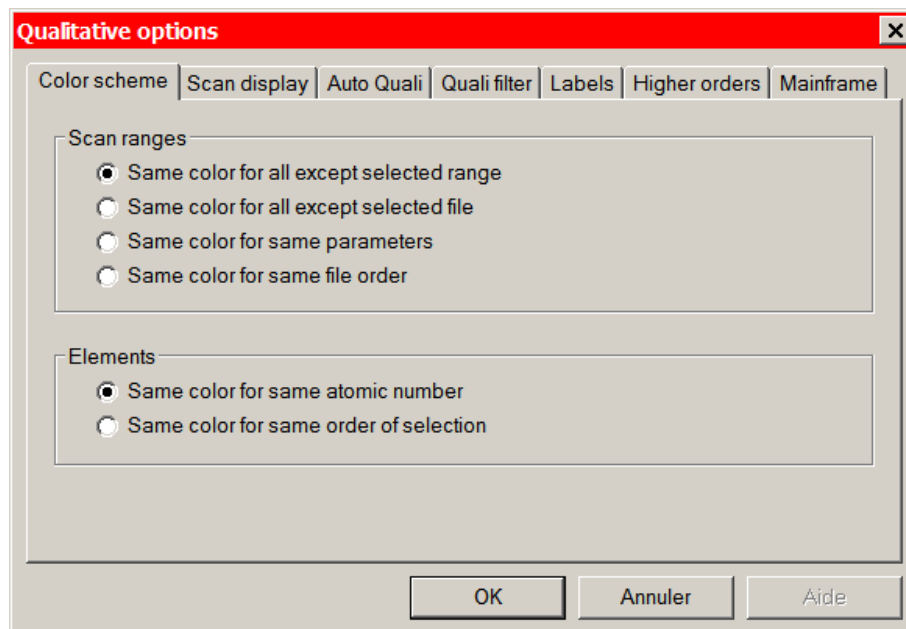 Qualitative options
Color scheme Scan display Auto Quali Quali filter Labels Higher orders Mainframe
Scan ranges
Same color for all except selected range
Same color for all except selected file
Same color for same parameters
Same color for same file order
Elements
Same color for same atomic number
Same color for same order of selection
OK Annuler Aide